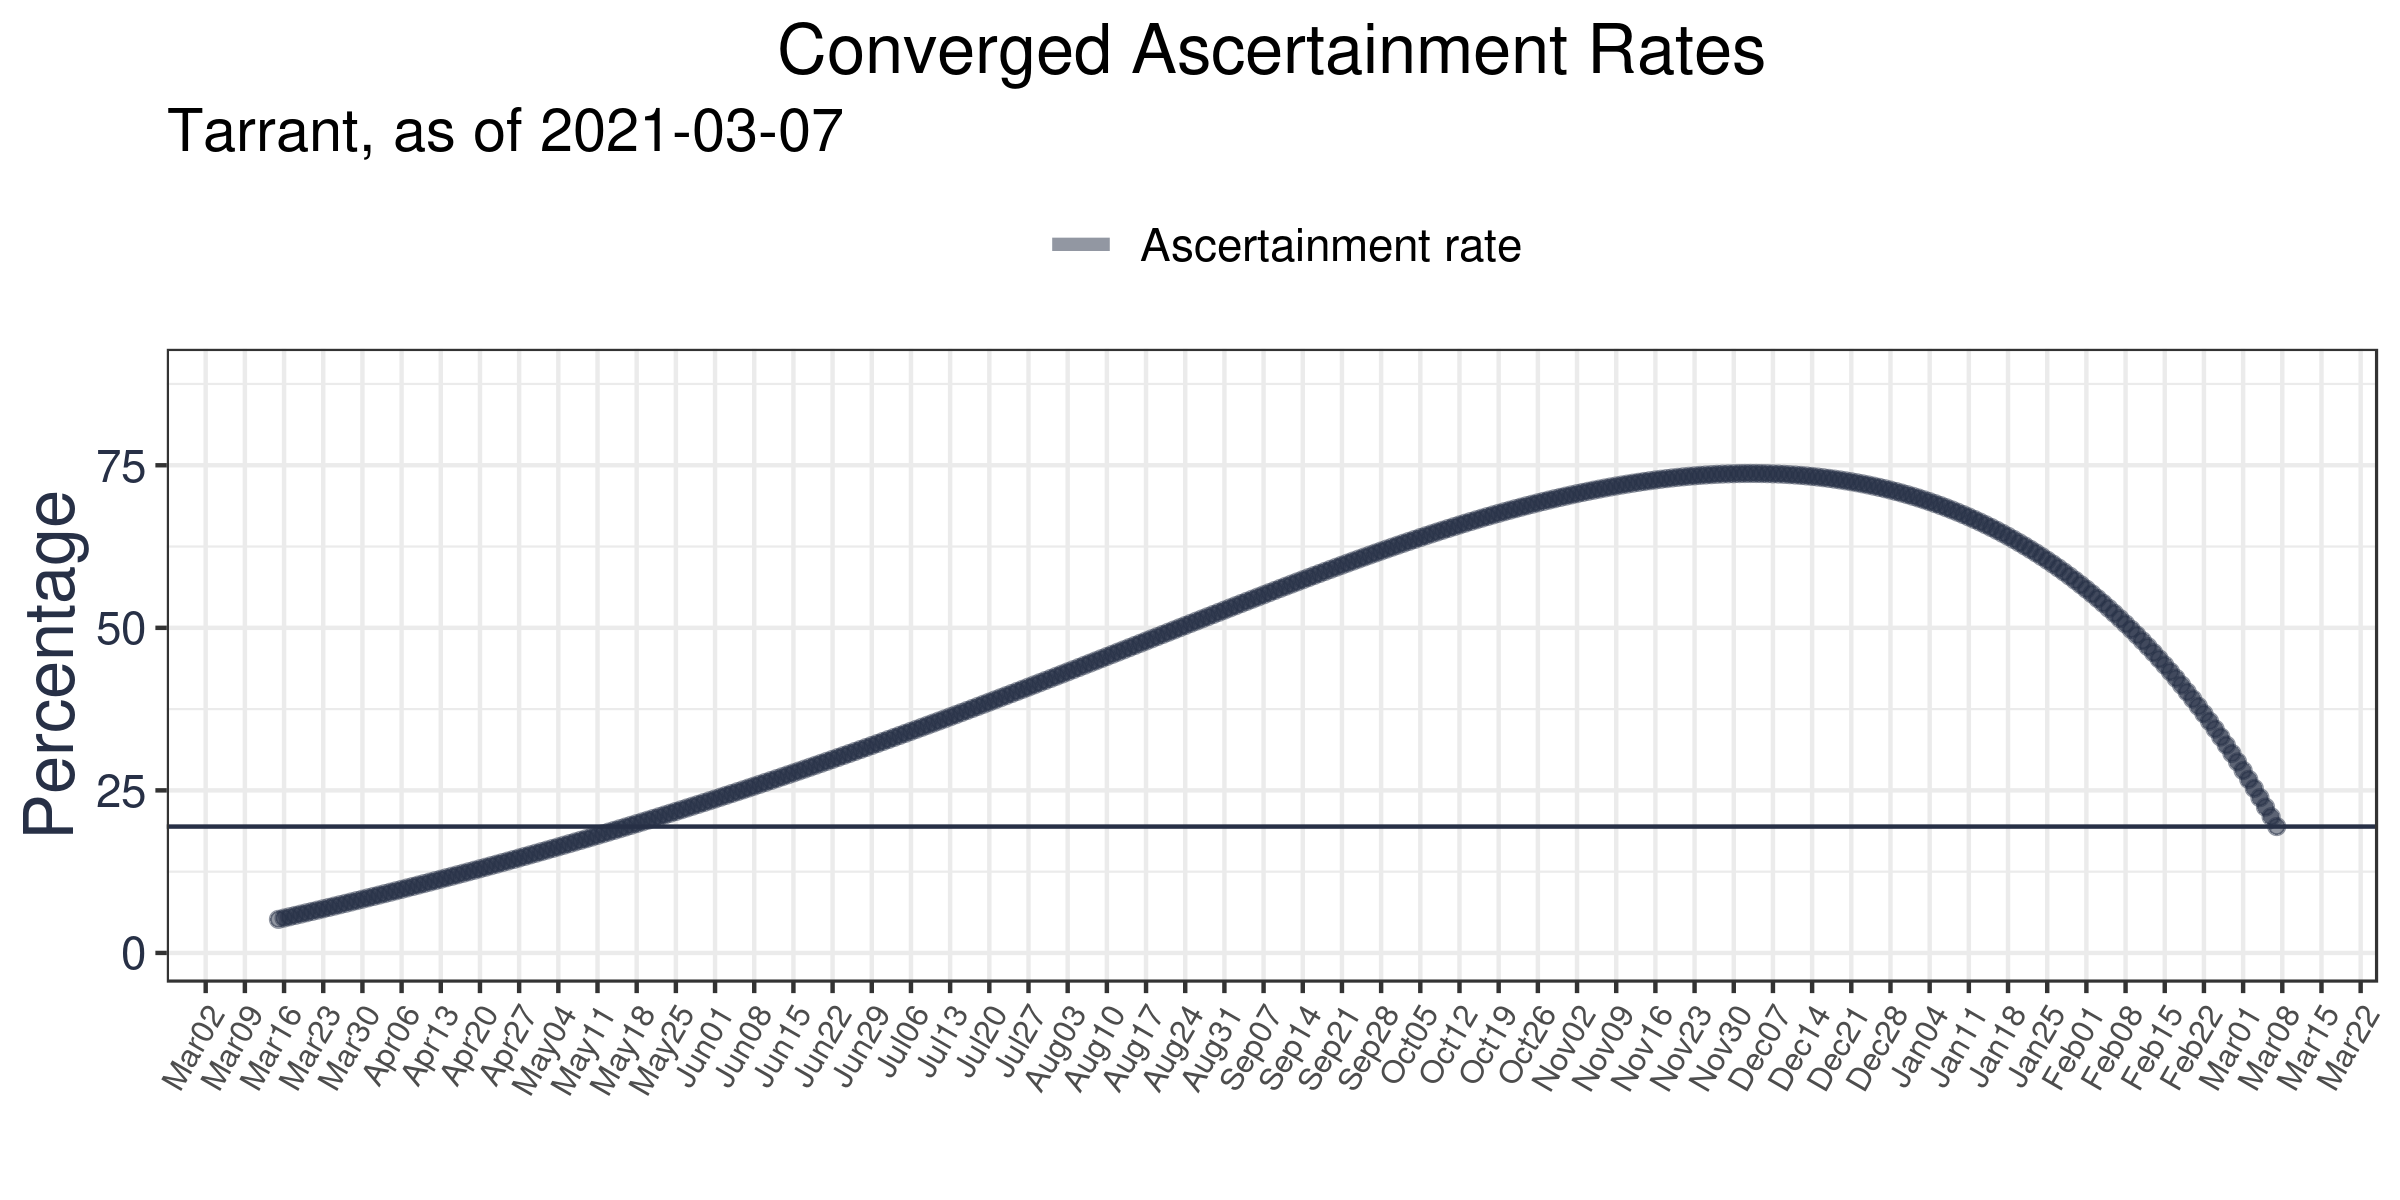 Converged Ascertainment Rates
Tarrant, as of 2021-03-07
Ascertainment rate
Percentage
75
50
25
0
Mar02 Mar09 Mar16 Mar23 Mar30 Apr06 Apr13 Apr20 Apr27 May04 May11 May18 May25 Jun01 Jun08 Jun15 Jun22 Jun29 Jul06 Jul13 Jul20 Jul27 Aug03 Aug10 Aug17 Aug24 Aug31 Sep07 Sep14 Sep21 Sep28 Oct05 Oct12 Oct19 Oct26 Nov02 Nov09 Nov16 Nov23 Nov30 Dec07 Dec14 Dec21 Dec28 Jan04 Jan11 Jan18 Jan25 Feb01 Feb08 Feb15 Feb22 Mar01 Mar08 Mar15 Mar22